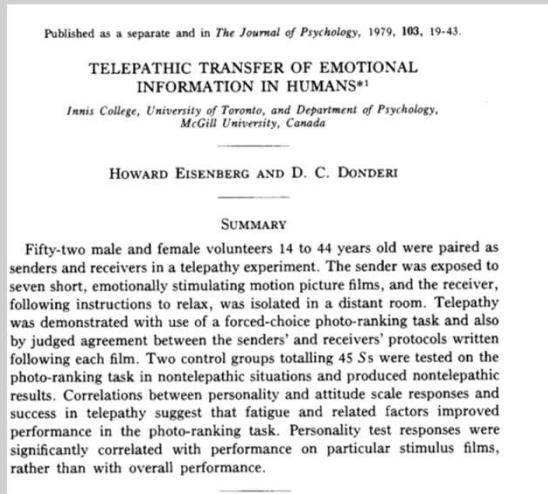 Published as a separate and in The Journal of Psychology, 1979, 103, 19-43.
TELEPATHIC TRANSFER OF EMOTIONAL
INFORMATION IN HUMANS*1
Innis College, University of Toronto, and Department of Psychology,
McGill University, Canada
HOWARD EISENBERG AND D. C. DONDERI
SUMMARY
Fifty-two male and female volunteers 14 to 44 years old were paired as
senders and receivers in a telepathy experiment. The sender was exposed to
seven short, emotionally stimulating motion picture films, and the receiver,
following instructions to relax, was isolated in a distant room. Telepathy
was demonstrated with use of a forced-choice photo-ranking task and also
by judged agreement between the senders' and receivers' protocols written
following each film. Two control groups totalling 45 Ss were tested on the
photo-ranking task in nontelepathic situations and produced nontelepathic
results. Correlations between personality and attitude scale responses and
success in telepathy suggest that fatigue and related factors improved
performance in the photo-ranking task. Personality test responses were
significantly correlated with performance on particular stimulus films,
rather than with overall performance.